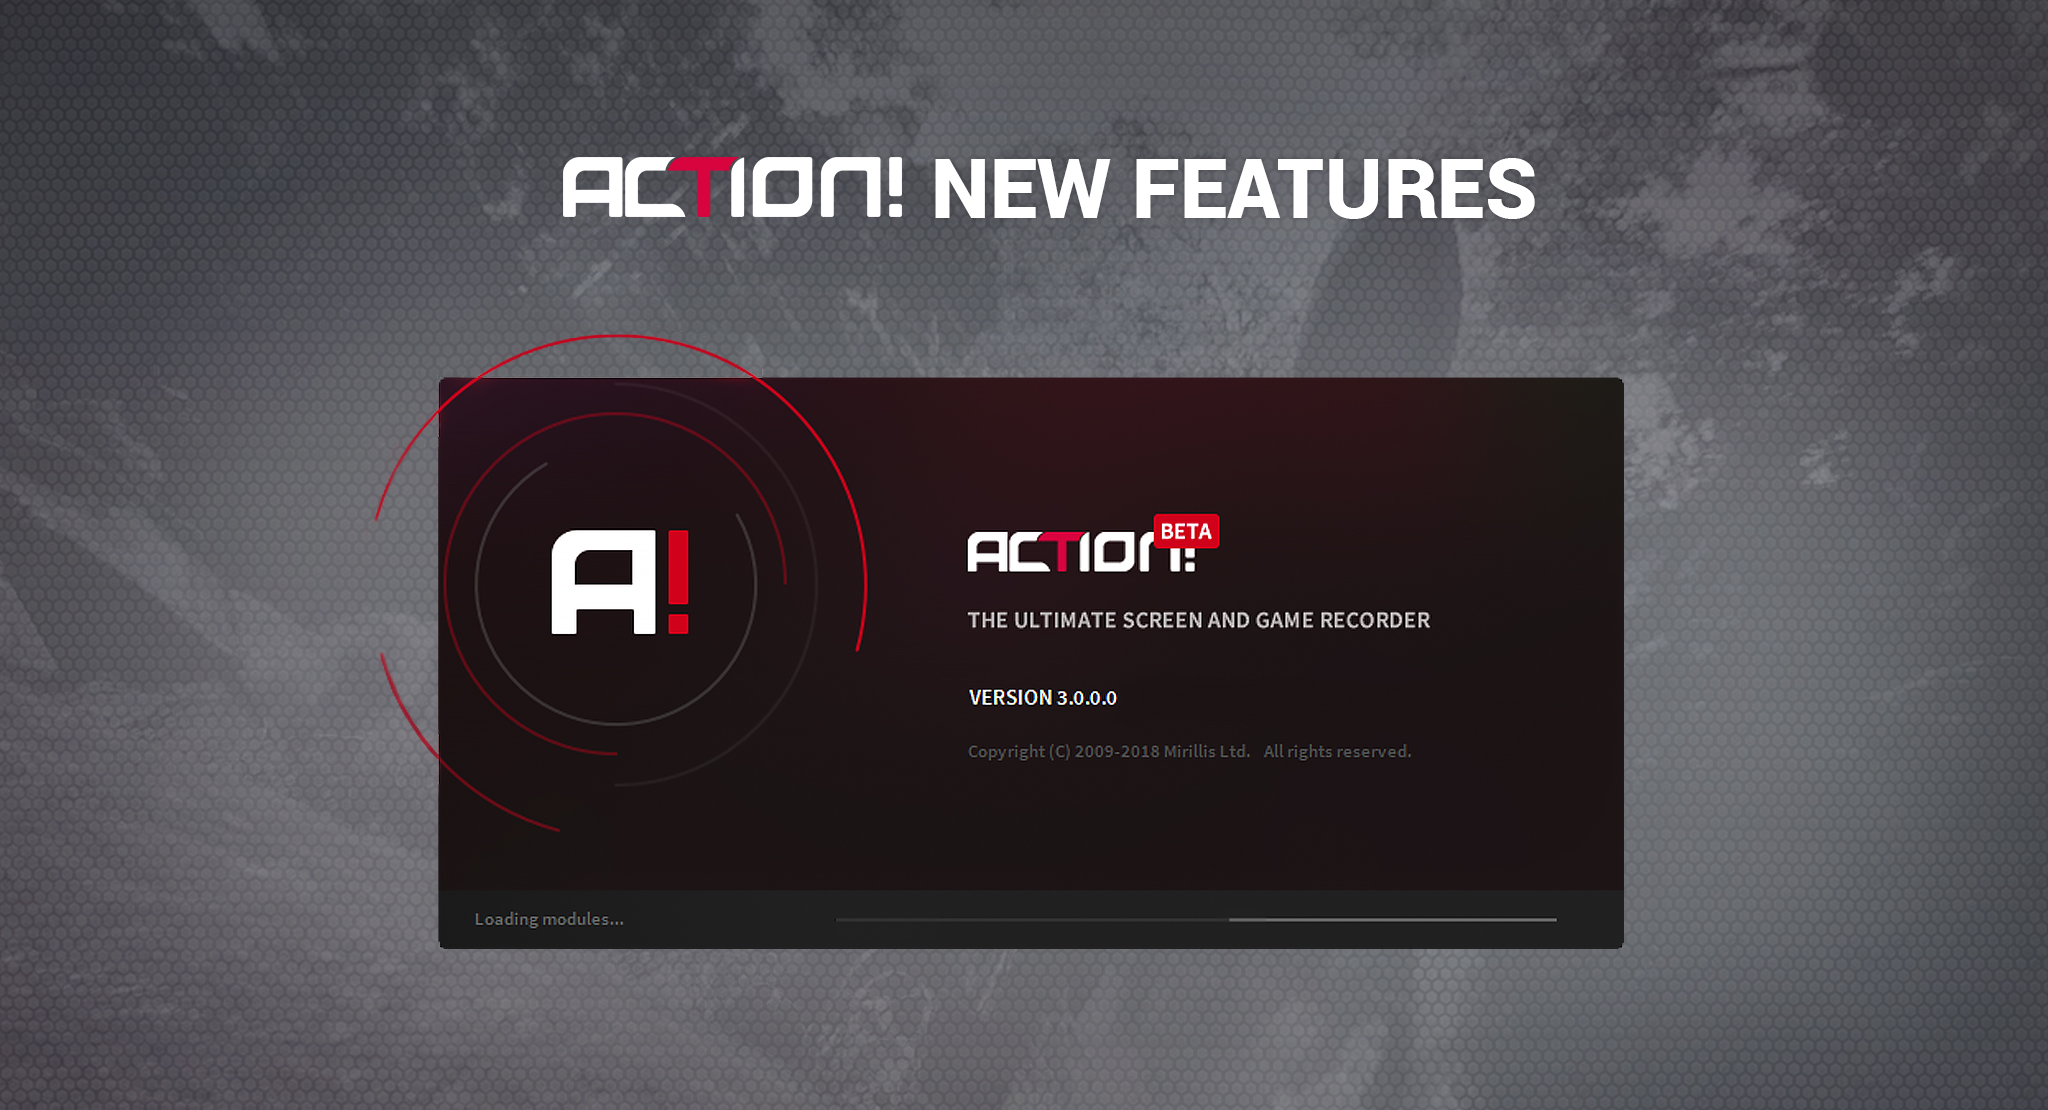 ACTION! NEW FEATURES
A!
ACTION! BETA
THE ULTIMATE SCREEN AND GAME RECORDER
VERSION 3.0.0.0
Copyright (C) 2009-2018 Mirillis Ltd. All rights reserved.
Loading modules...